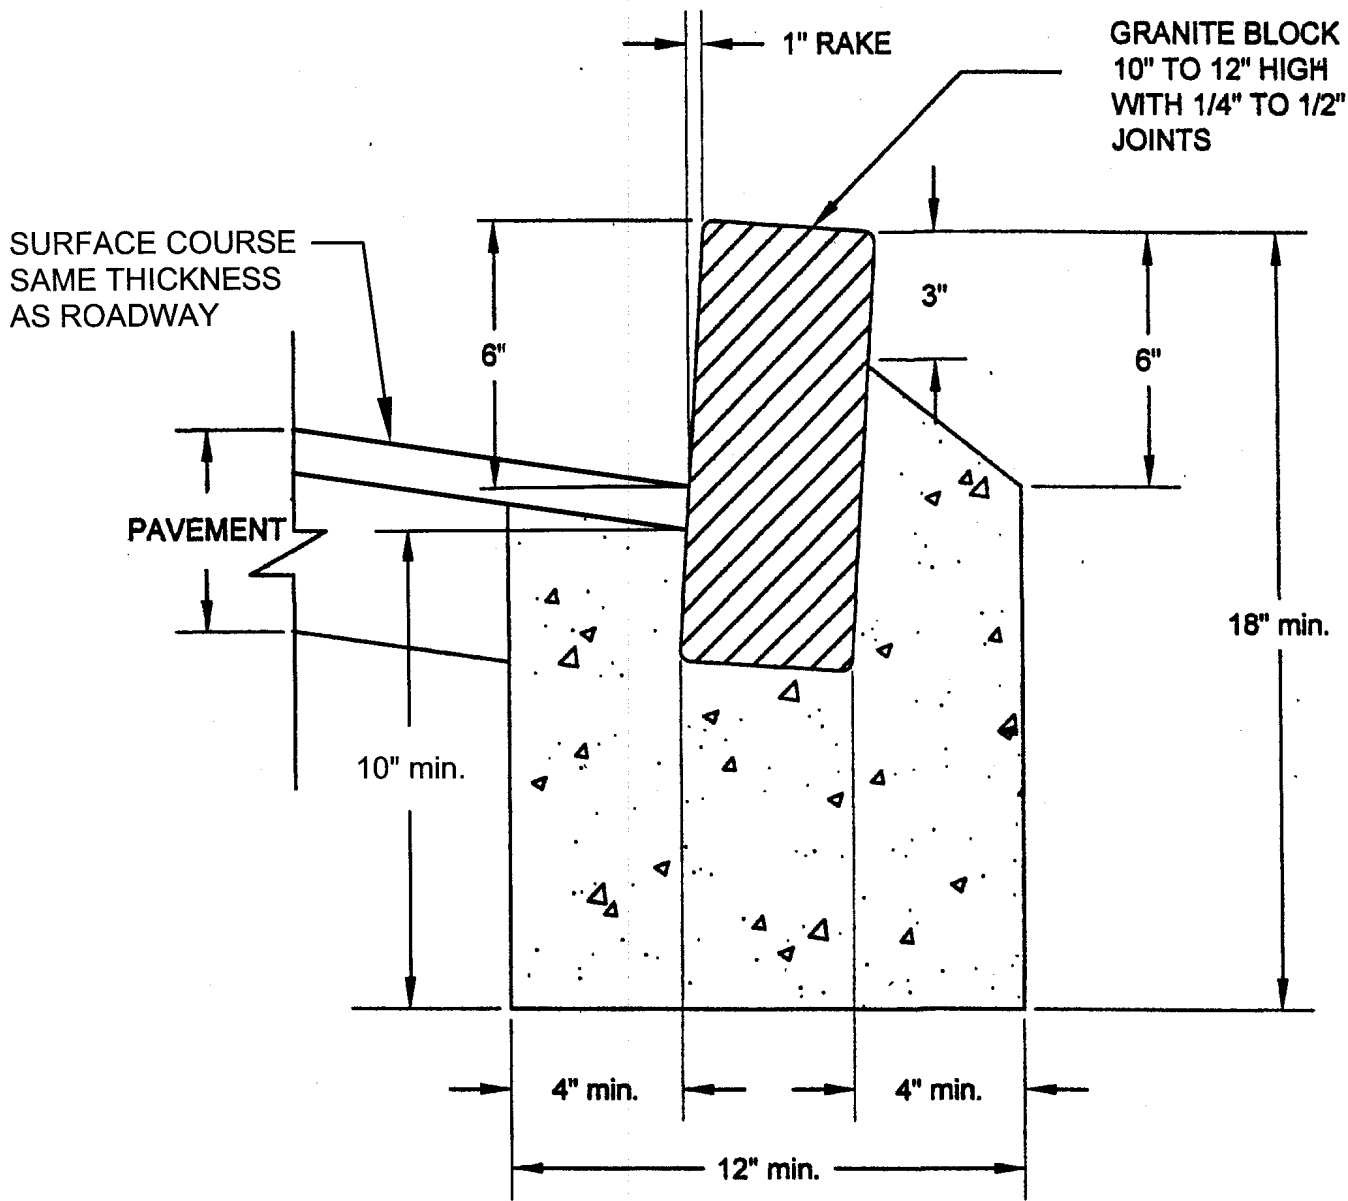 1" RAKE
GRANITE BLOCK
10" TO 12" HIGH
WITH 1/4" TO 1/2"
JOINTS
SURFACE COURSE
SAME THICKNESS
AS ROADWAY
3"
6"
6"
PAVEMENT
18" min.
10" min.
4" min.
4" min.
12" min.